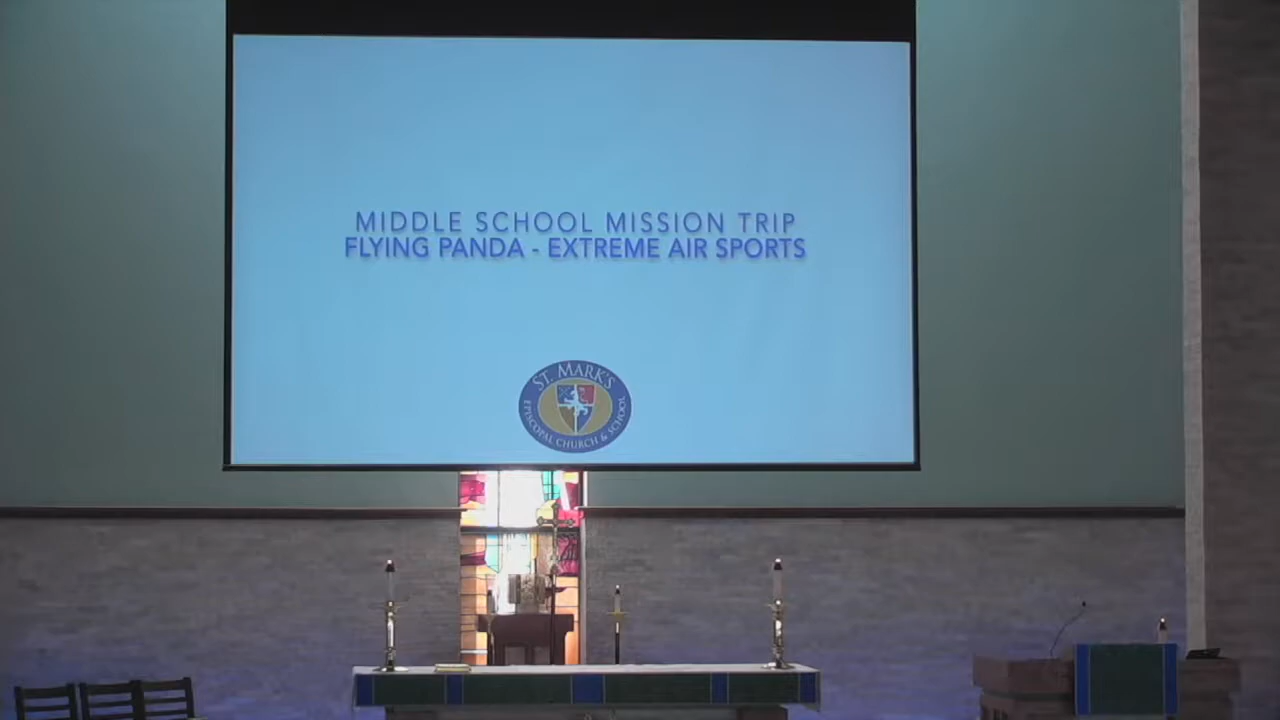 MIDDLE SCHOOL MISSION TRIP
FLYING PANDA - EXTREME AIR SPORTS
ST. MARK'S
EPISCOPAL CHURCH & SCHOOL